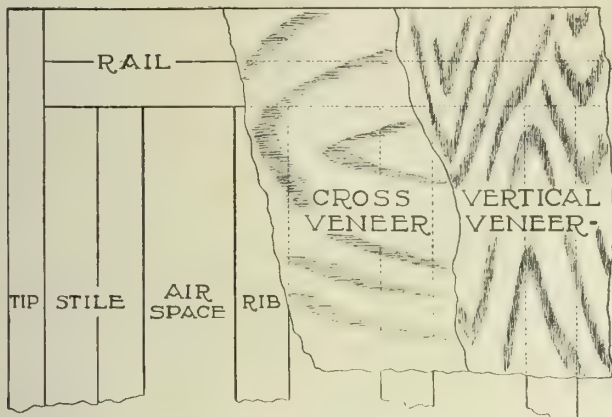 RAIL
CROSS
VENEER
VERTICAL
VENEER-
TIP
STILE
AIR
SPACE
RIB